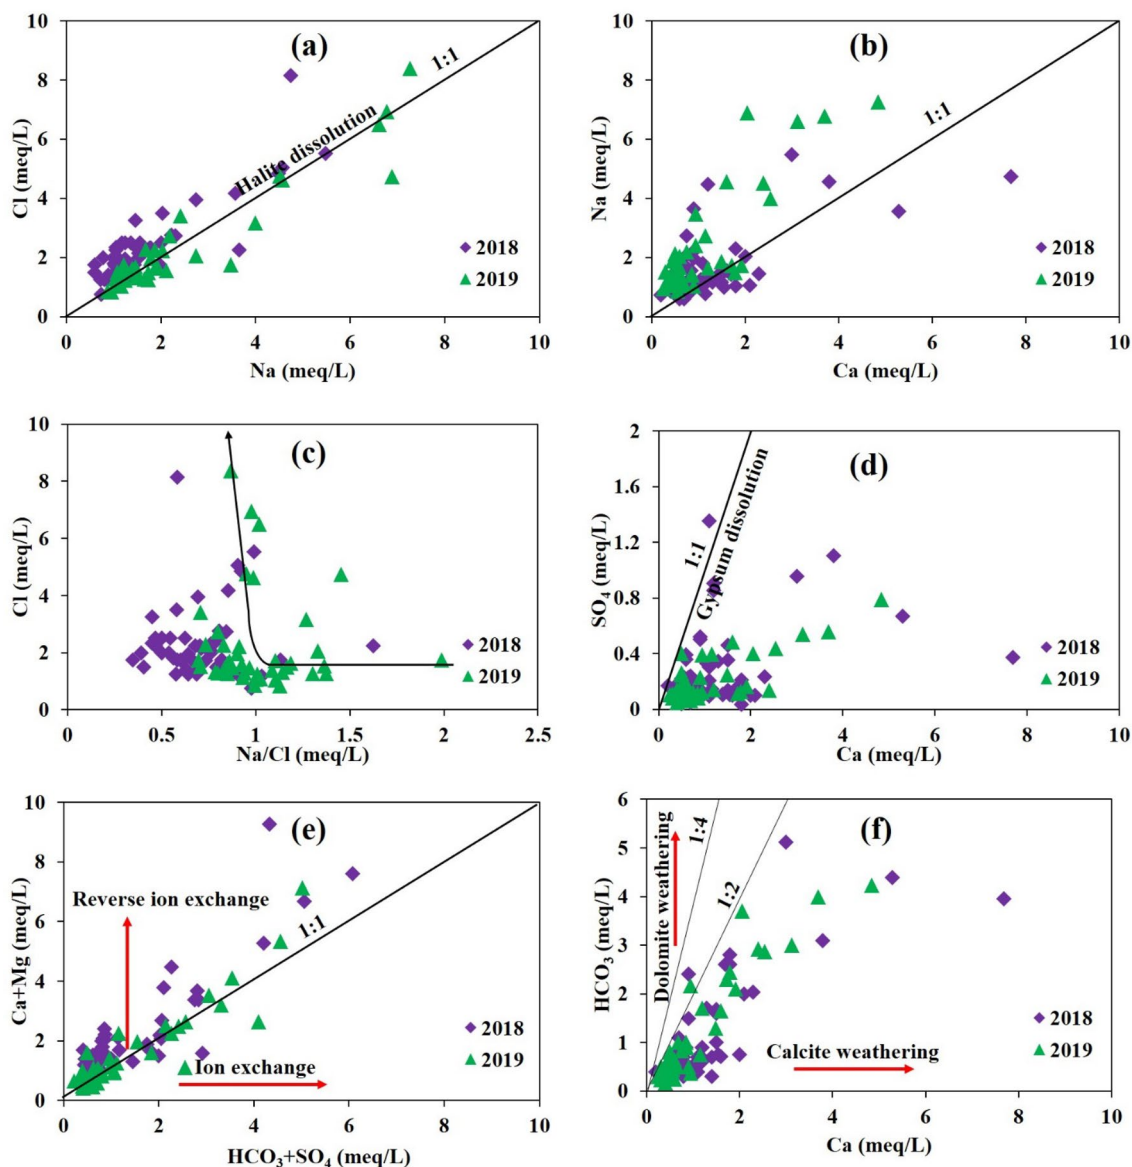 (a)
10
8
6
4
2
0
Cl (meq/L)
1:1
Halite dissolution
2018
2019
0 2 4 6 8 10
Na (meq/L)
(b)
10
8
6
4
2
0
Na (meq/L)
1:1
2018
2019
0 2 4 6 8 10
Ca (meq/L)
(c)
10
8
6
4
2
0
Cl (meq/L)
2018
2019
0 0.5 1 1.5 2 2.5
Na/Cl (meq/L)
(d)
2
1.6
1.2
0.8
0.4
0
SO₄ (meq/L)
1:1
Gypsum dissolution
2018
2019
0 2 4 6 8 10
Ca (meq/L)
(e)
10
8
6
4
2
0
Ca+Mg (meq/L)
Reverse ion exchange
1:1
Ion exchange
2018
2019
0 2 4 6 8 10
HCO₃+SO₄ (meq/L)
(f)
6
5
4
3
2
1
0
HCO₃ (meq/L)
Dolomite weathering
1:4
1:2
Calcite weathering
2018
2019
0 2 4 6 8 10
Ca (meq/L)